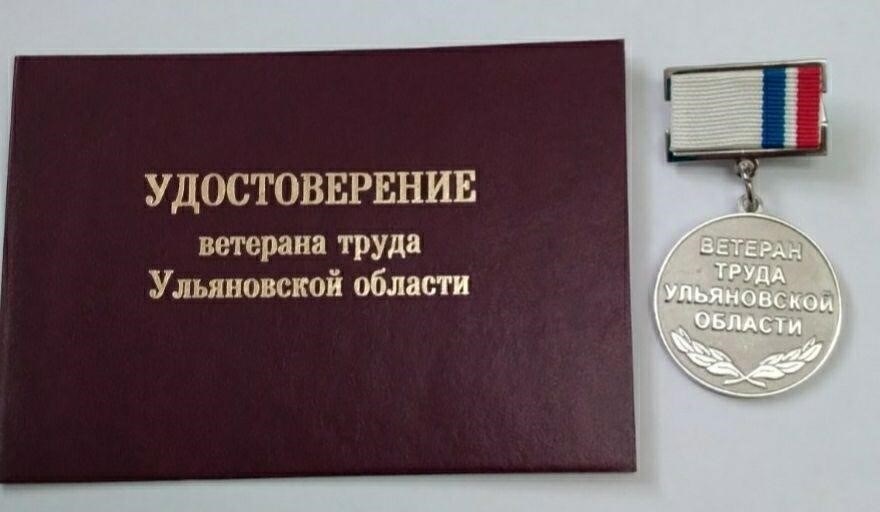 УДОСТОВЕРЕНИЕ
ветерана труда
Ульяновской области
ВЕТЕРАН
ТРУДА
УЛЬЯНОВСКОЙ
ОБЛАСТИ